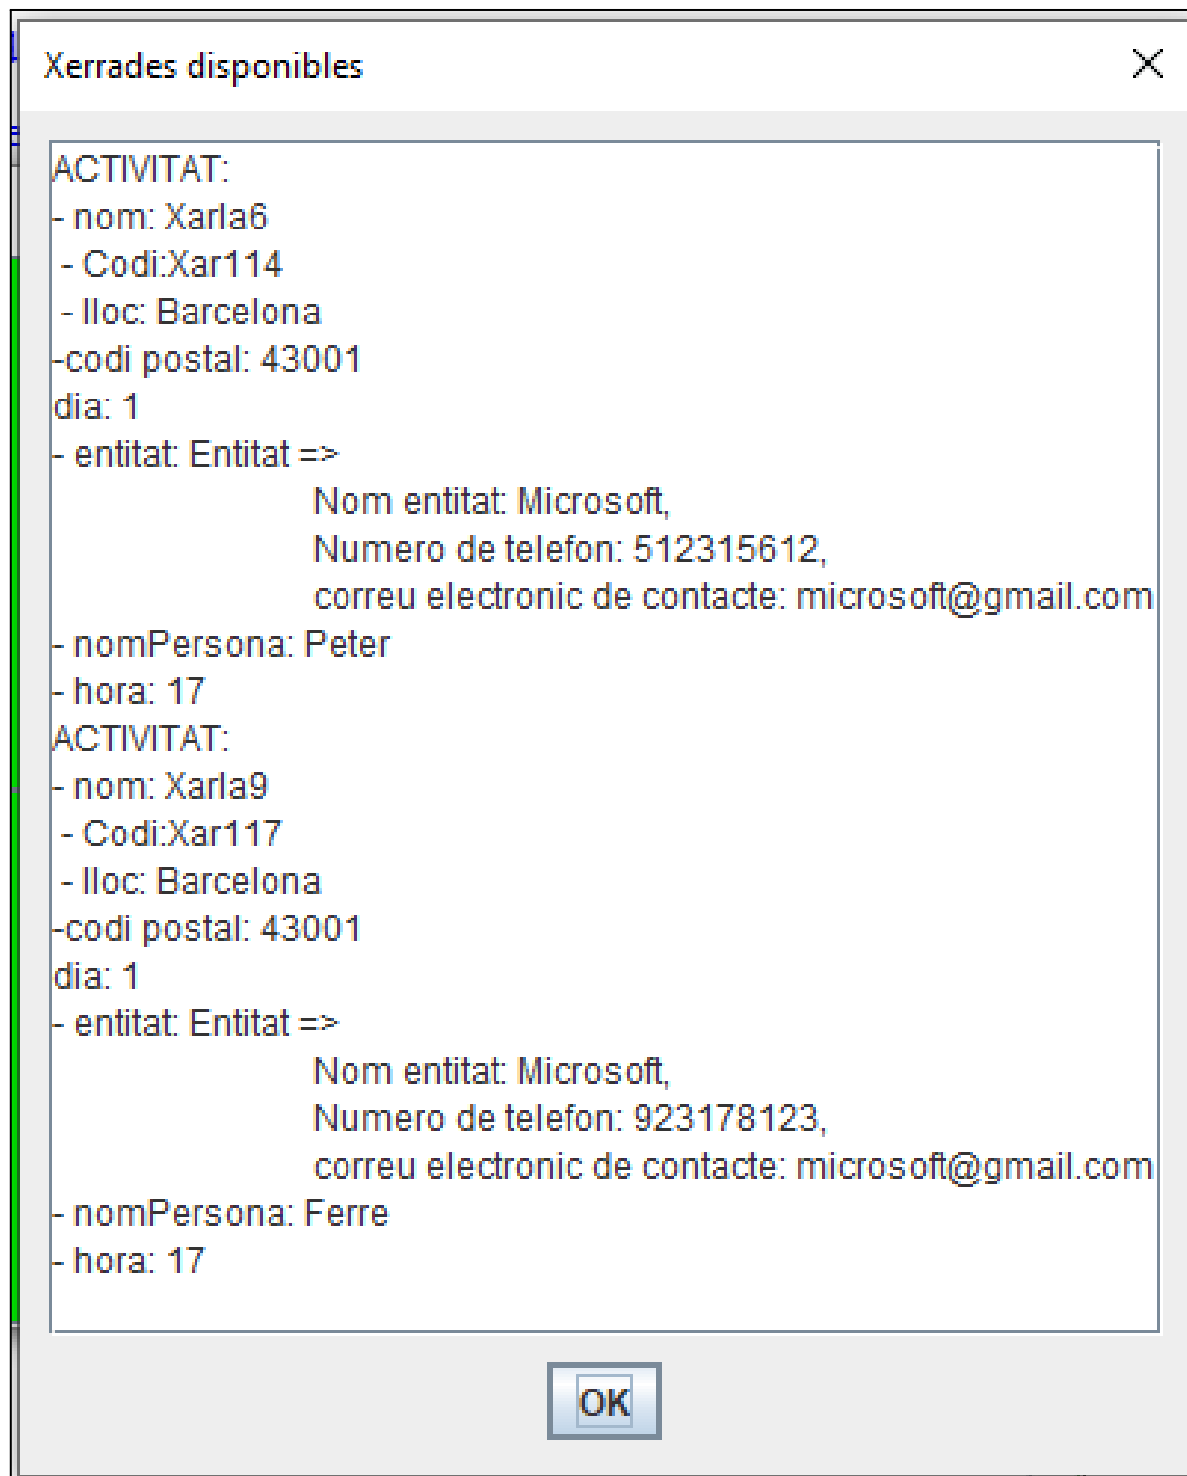 Xerrades disponibles
ACTIVITAT:
- nom: Xarla6
- Codi:Xar114
- lloc: Barcelona
-codi postal: 43001
dia: 1
- entitat: Entitat =>
Nom entitat: Microsoft,
Numero de telefon: 512315612,
correu electronic de contacte: microsoft@gmail.com
- nomPersona: Peter
- hora: 17
ACTIVITAT:
- nom: Xarla9
- Codi:Xar117
- lloc: Barcelona
-codi postal: 43001
dia: 1
- entitat: Entitat =>
Nom entitat: Microsoft,
Numero de telefon: 923178123,
correu electronic de contacte: microsoft@gmail.com
- nomPersona: Ferre
- hora: 17
OK